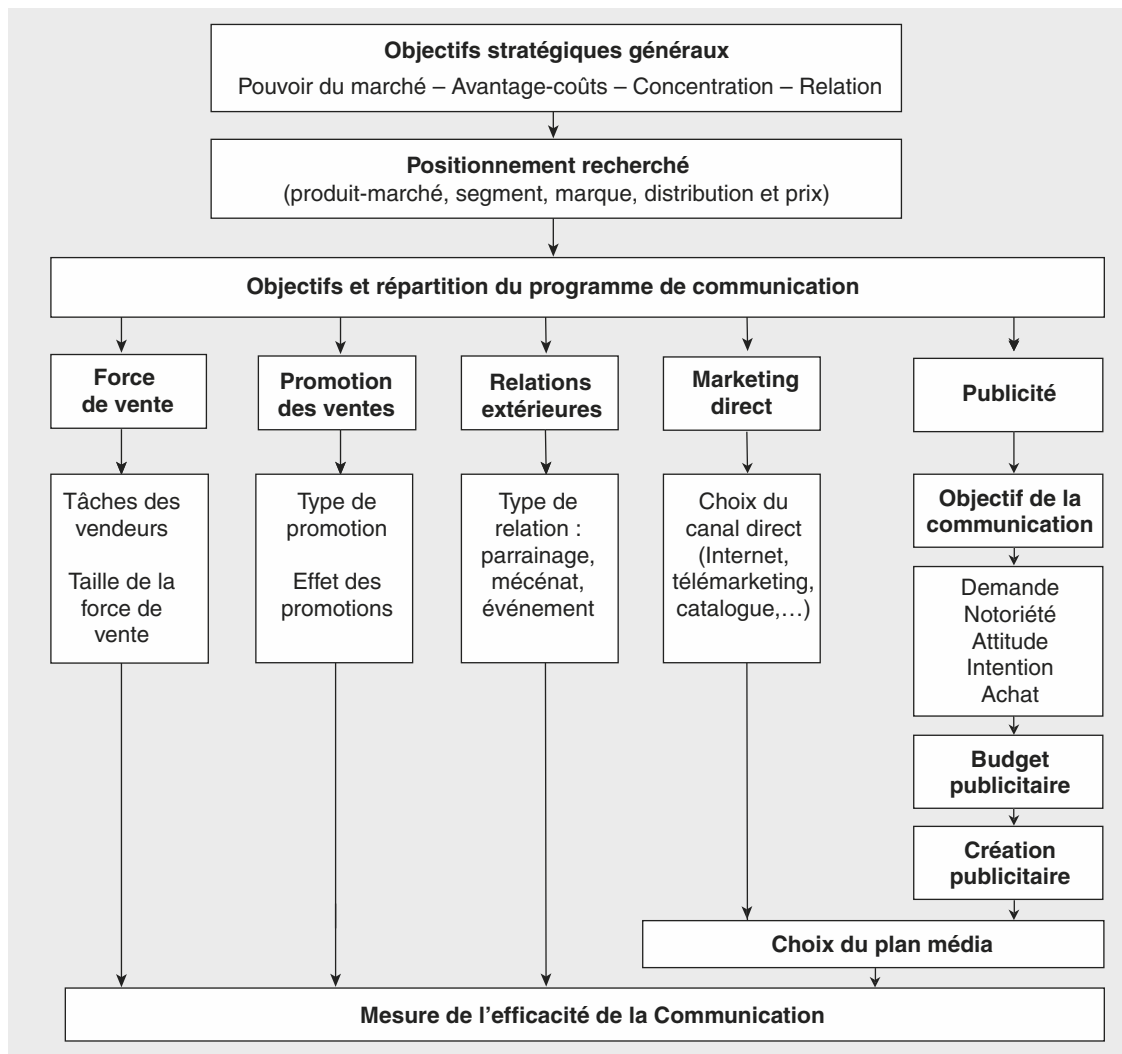 Objectifs stratégiques généraux
Pouvoir du marché – Avantage-coûts – Concentration – Relation
Positionnement recherché
(produit-marché, segment, marque, distribution et prix)
Objectifs et répartition du programme de communication
Force
de vente
Promotion
des ventes
Relations
extérieures
Marketing
direct
Publicité
Tâches des
vendeurs
Taille de la
force de
vente
Type de
promotion
Effet des
promotions
Type de
relation :
parrainage,
mécénat,
événement
Choix du
canal direct
(Internet,
télémarketing,
catalogue,…)
Objectif de la
communication
Demande
Notoriété
Attitude
Intention
Achat
Budget
publicitaire
Création
publicitaire
Choix du plan média
Mesure de l’efficacité de la Communication